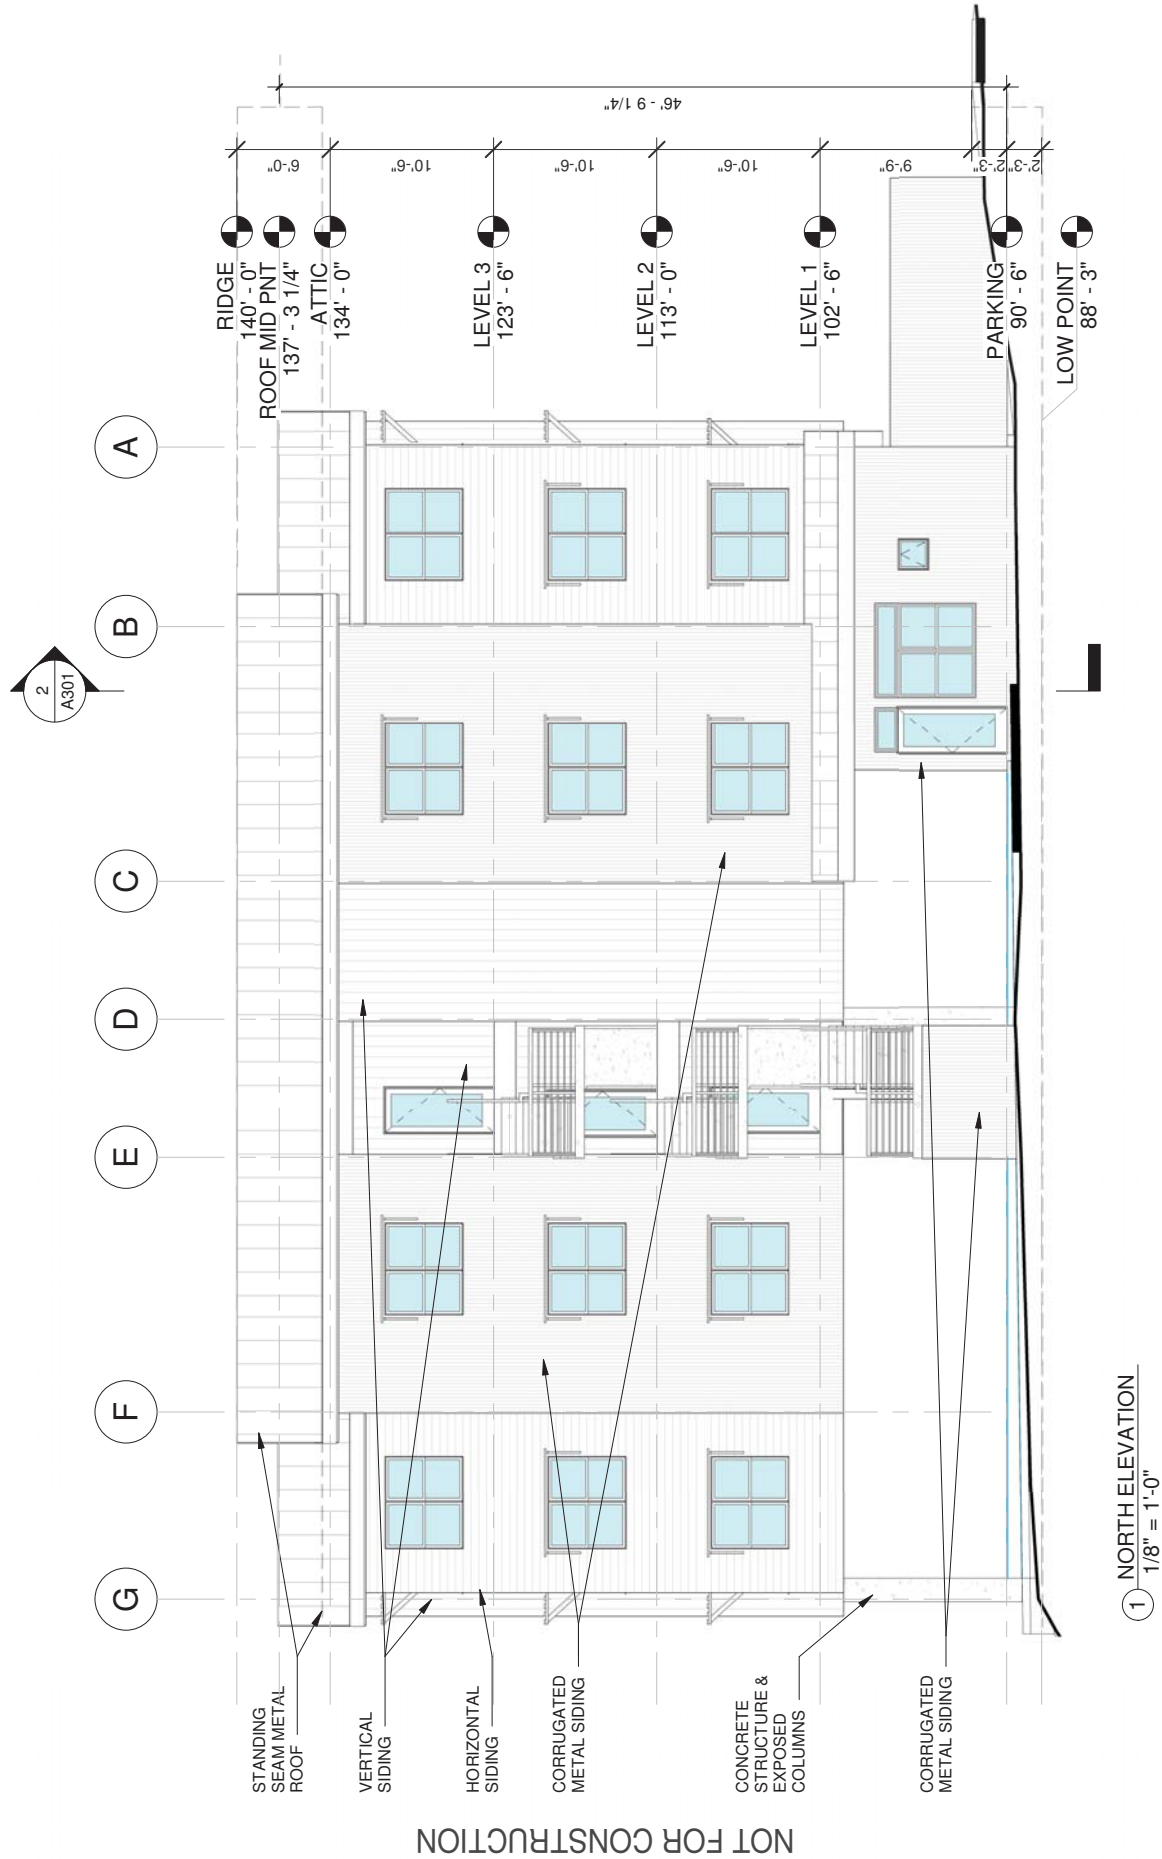 G
F
E
D
C
B
A
2
A301
RIDGE
140' - 0"
ROOF MID PNT
137' - 3 1/4"
ATTIC
134' - 0"
LEVEL 3
123' - 6"
LEVEL 2
113' - 0"
LEVEL 1
102' - 6"
PARKING
90' - 6"
LOW POINT
88' - 3"
6'-0"
10'-6"
10'-6"
10'-6"
9'-9"
2'-3"
2'-3"
46' - 9 1/4"
STANDING
SEAM METAL
ROOF
VERTICAL
SIDING
HORIZONTAL
SIDING
CORRUGATED
METAL SIDING
CONCRETE
STRUCTURE &
EXPOSED
COLUMNS
CORRUGATED
METAL SIDING
1
NORTH ELEVATION
1/8" = 1'-0"
NOT FOR CONSTRUCTION